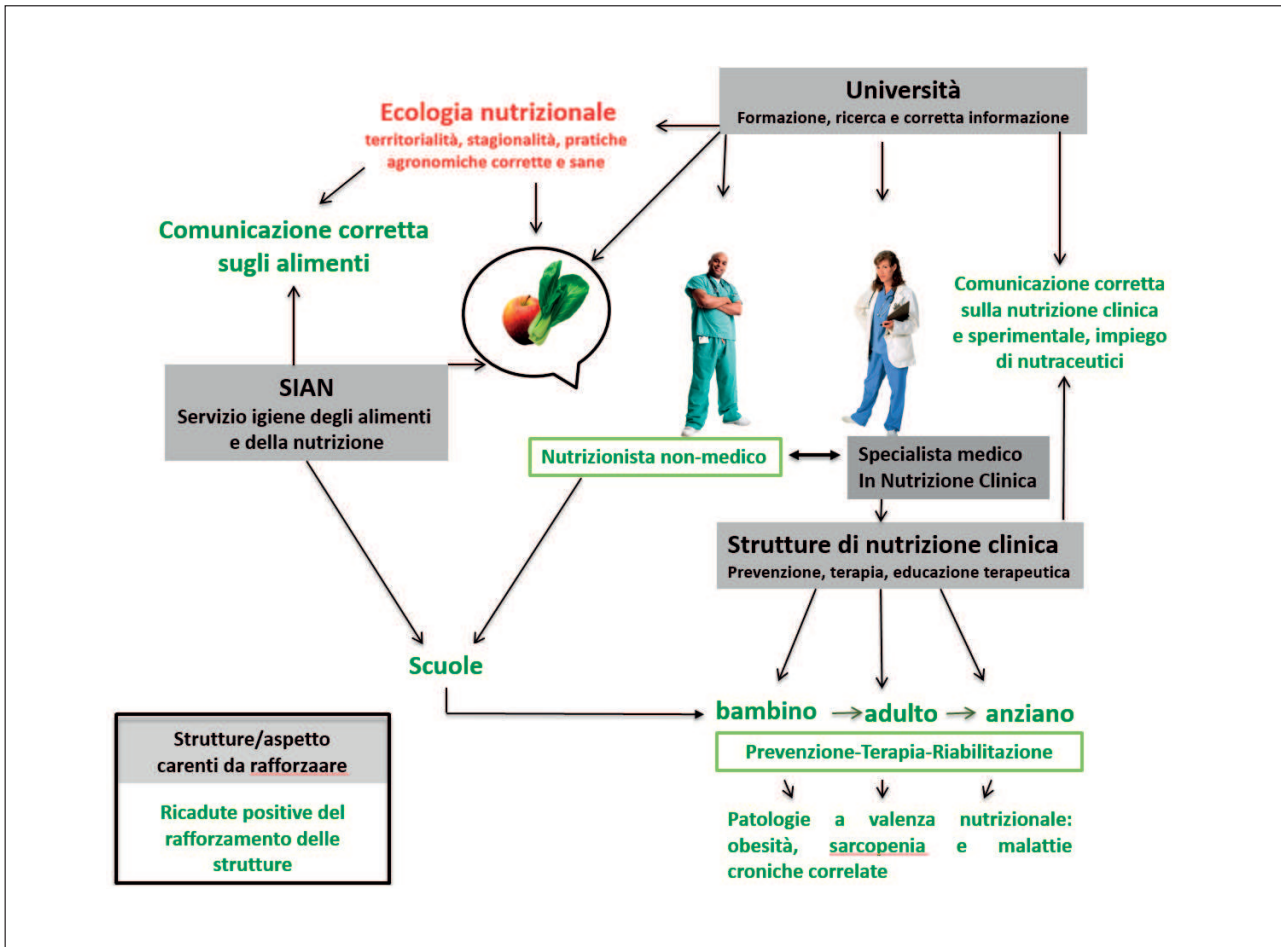 Università
Formazione, ricerca e corretta informazione
Ecologia nutrizionale
territorialità, stagionalità, pratiche
agronomiche corrette e sane
Comunicazione corretta
sugli alimenti
Comunicazione corretta
sulla nutrizione clinica
e sperimentale, impiego
di nutraceutici
SIAN
Servizio igiene degli alimenti
e della nutrizione
Nutrizionista non-medico
Specialista medico
In Nutrizione Clinica
Strutture di nutrizione clinica
Prevenzione, terapia, educazione terapeutica
Scuole
bambino adulto anziano
Prevenzione-Terapia-Riabilitazione
Patologie a valenza nutrizionale:
obesità, sarcopenia e malattie
croniche correlate
Strutture/aspetto
carenti da rafforzaare
Ricadute positive del
rafforzamento delle
strutture